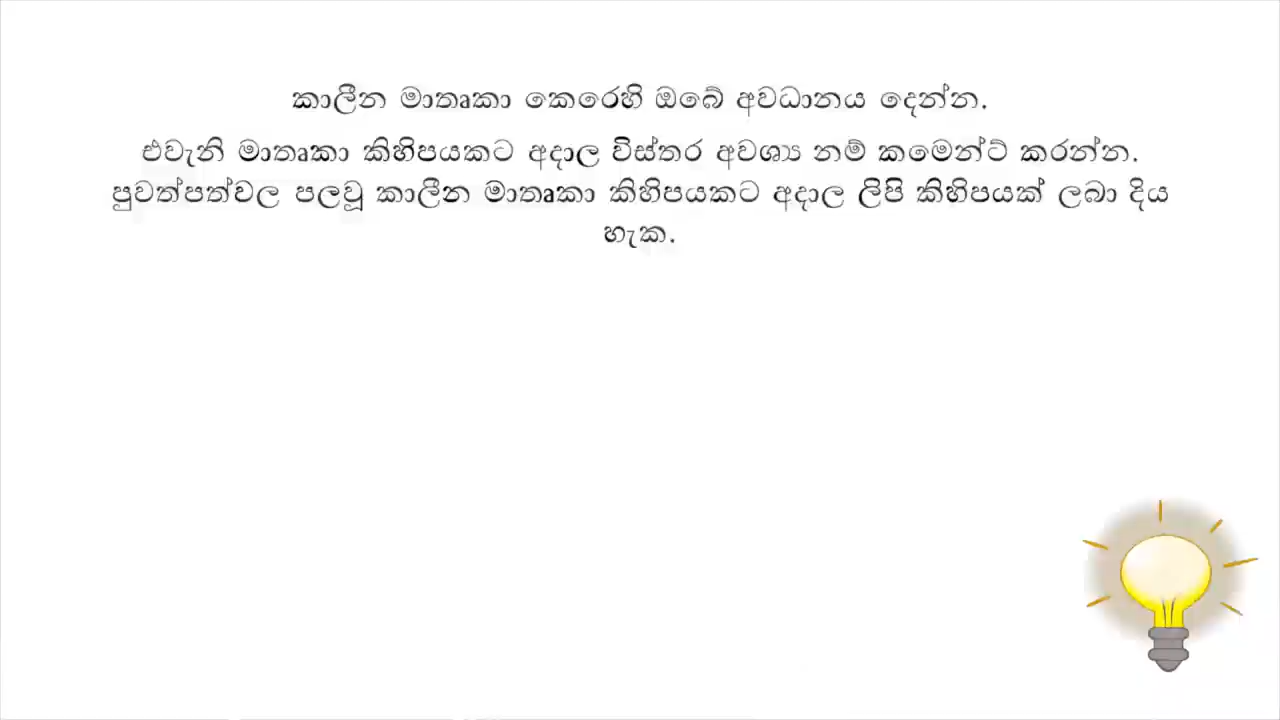 කාලීන මාතෘකා කෙරෙහි ඔබේ අවධානය දෙන්න.
එවැනි මාතෘකා කිහිපයකට අදාල විස්තර අවශ්‍ය නම් කමෙන්ට් කරන්න.
පුවත්පත්වල පලවූ කාලීන මාතෘකා කිහිපයකට අදාල ලිපි කිහිපයක් ලබා දිය
හැක.